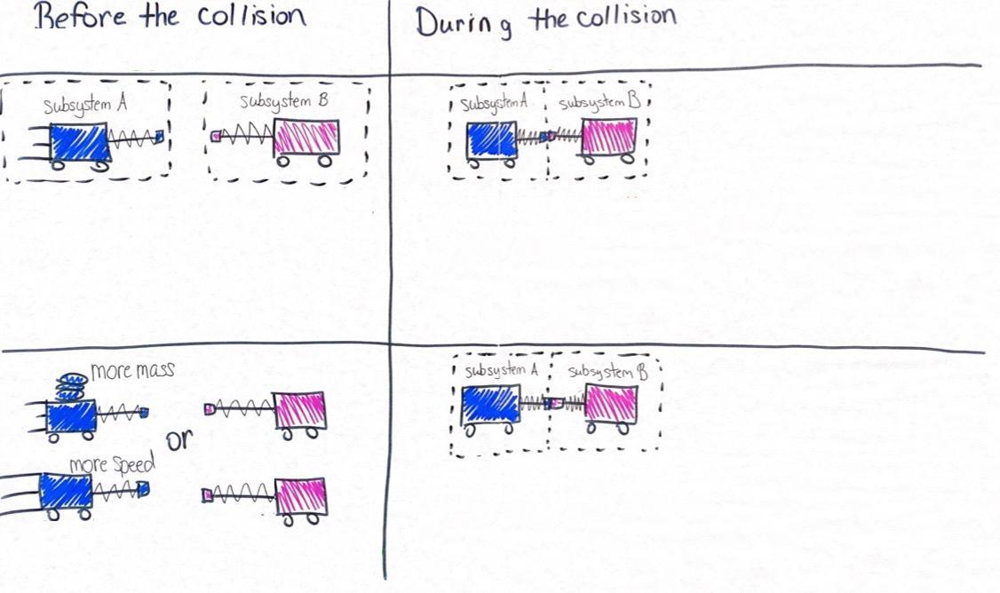 Before the collision
During the collision
subsystem A
subsystem B
subsystem A
subsystem B
more mass
or
more speed
subsystem A
subsystem B